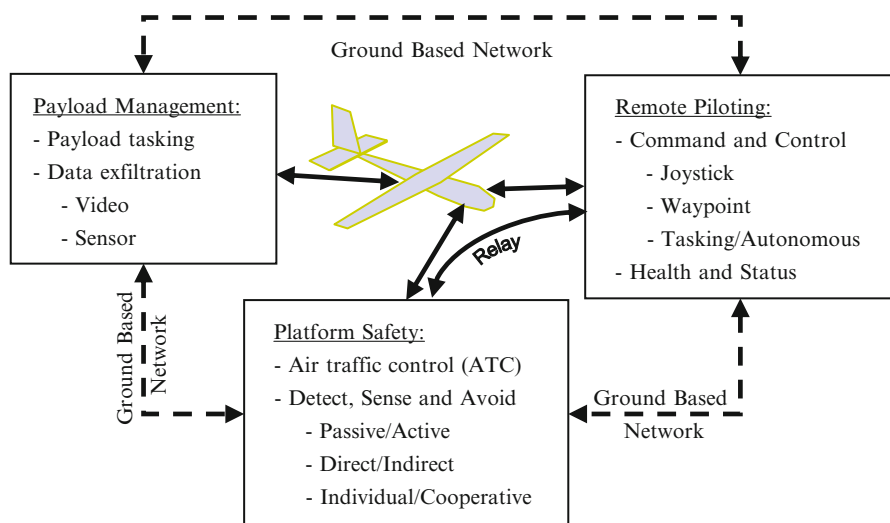 Ground Based Network
Payload Management:
- Payload tasking
- Data exfiltration
- Video
- Sensor
Remote Piloting:
- Command and Control
- Joystick
- Waypoint
- Tasking/Autonomous
- Health and Status
Relay
Ground Based
Network
Platform Safety:
- Air traffic control (ATC)
- Detect, Sense and Avoid
- Passive/Active
- Direct/Indirect
- Individual/Cooperative
Ground Based
Network